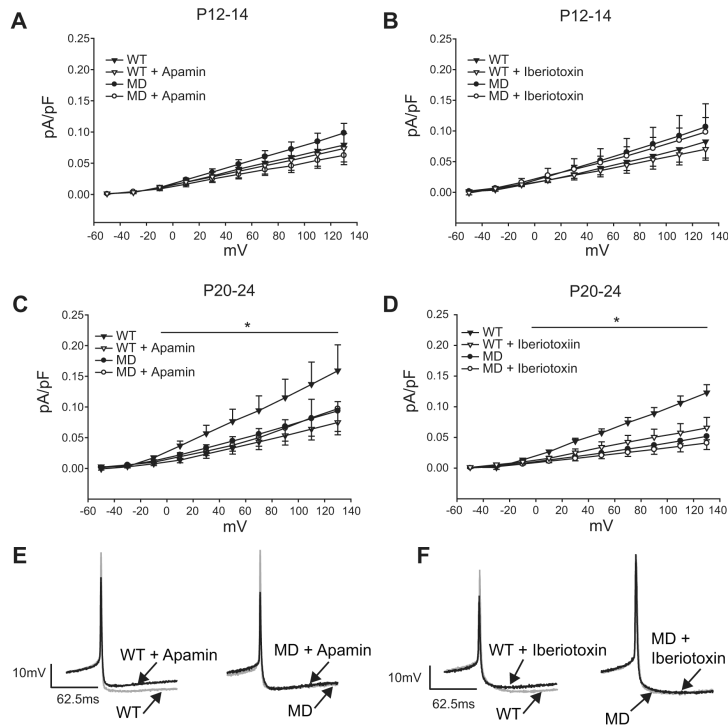 A
P12-14
pA/pF
0.25
0.20
0.15
0.10
0.05
0.00
WT
WT + Apamin
MD
MD + Apamin
-60 -40 -20 0 20 40 60 80 100 120 140
mV
B
P12-14
pA/pF
0.25
0.20
0.15
0.10
0.05
0.00
WT
WT + Iberiotoxin
MD
MD + Iberiotoxin
-60 -40 -20 0 20 40 60 80 100 120 140
mV
C
P20-24
pA/pF
0.25
0.20
0.15
0.10
0.05
0.00
*
WT
WT + Apamin
MD
MD + Apamin
-60 -40 -20 0 20 40 60 80 100 120 140
mV
D
P20-24
pA/pF
0.25
0.20
0.15
0.10
0.05
0.00
*
WT
WT + Iberiotoxiin
MD
MD + Iberiotoxin
-60 -40 -20 0 20 40 60 80 100 120 140
mV
E
10mV
62.5ms
WT + Apamin
WT
MD + Apamin
MD
F
10mV
62.5ms
WT + Iberiotoxin
WT
MD +
Iberiotoxin
MD